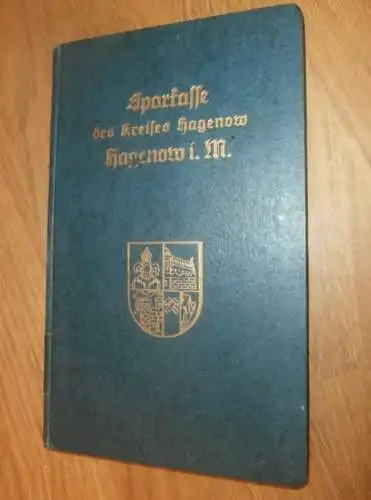 Sparkasse
des Kreises Hagenow
Hagenow i. M.